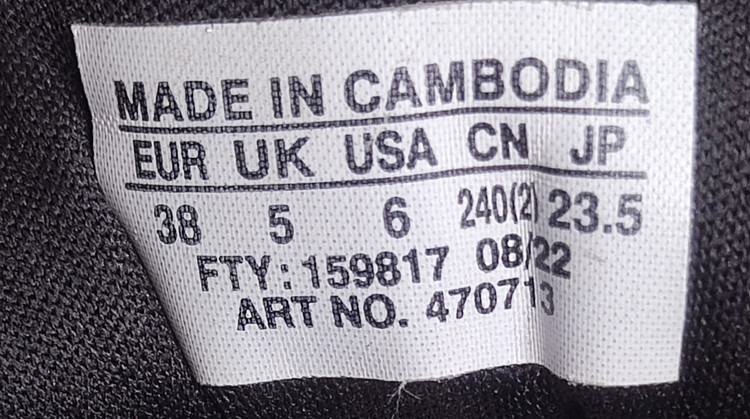 MADE IN CAMBODIA
EUR UK USA CN JP
38 5 6 240(2) 23.5
FTY: 159817 08/22
ART NO. 470713